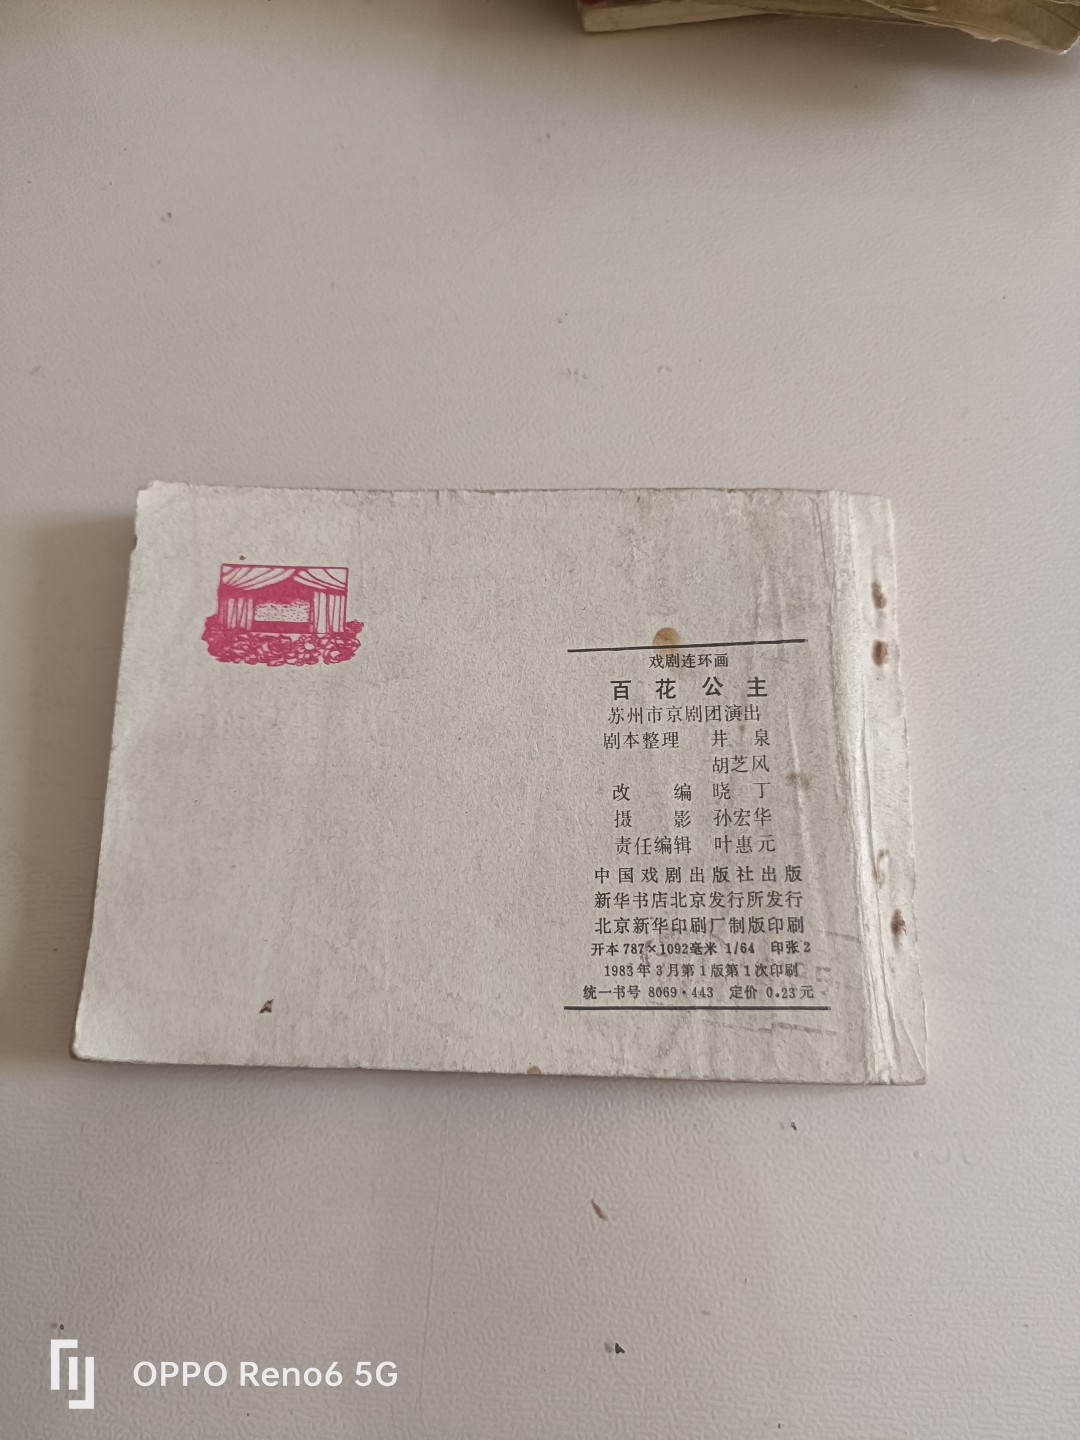 戏剧连环画
百花公主
苏州市京剧团演出
剧本整理 井泉
胡芝风
改编 晓丁
摄影 孙宏华
责任编辑 叶惠元
中国戏剧出版社出版
新华书店北京发行所发行
北京新华印刷厂制版印刷
开本 787×1092毫米 1/64 印张 2
1983年3月第1版第1次印刷
统一书号 8069·443 定价 0.23元
OPPO Reno6 5G